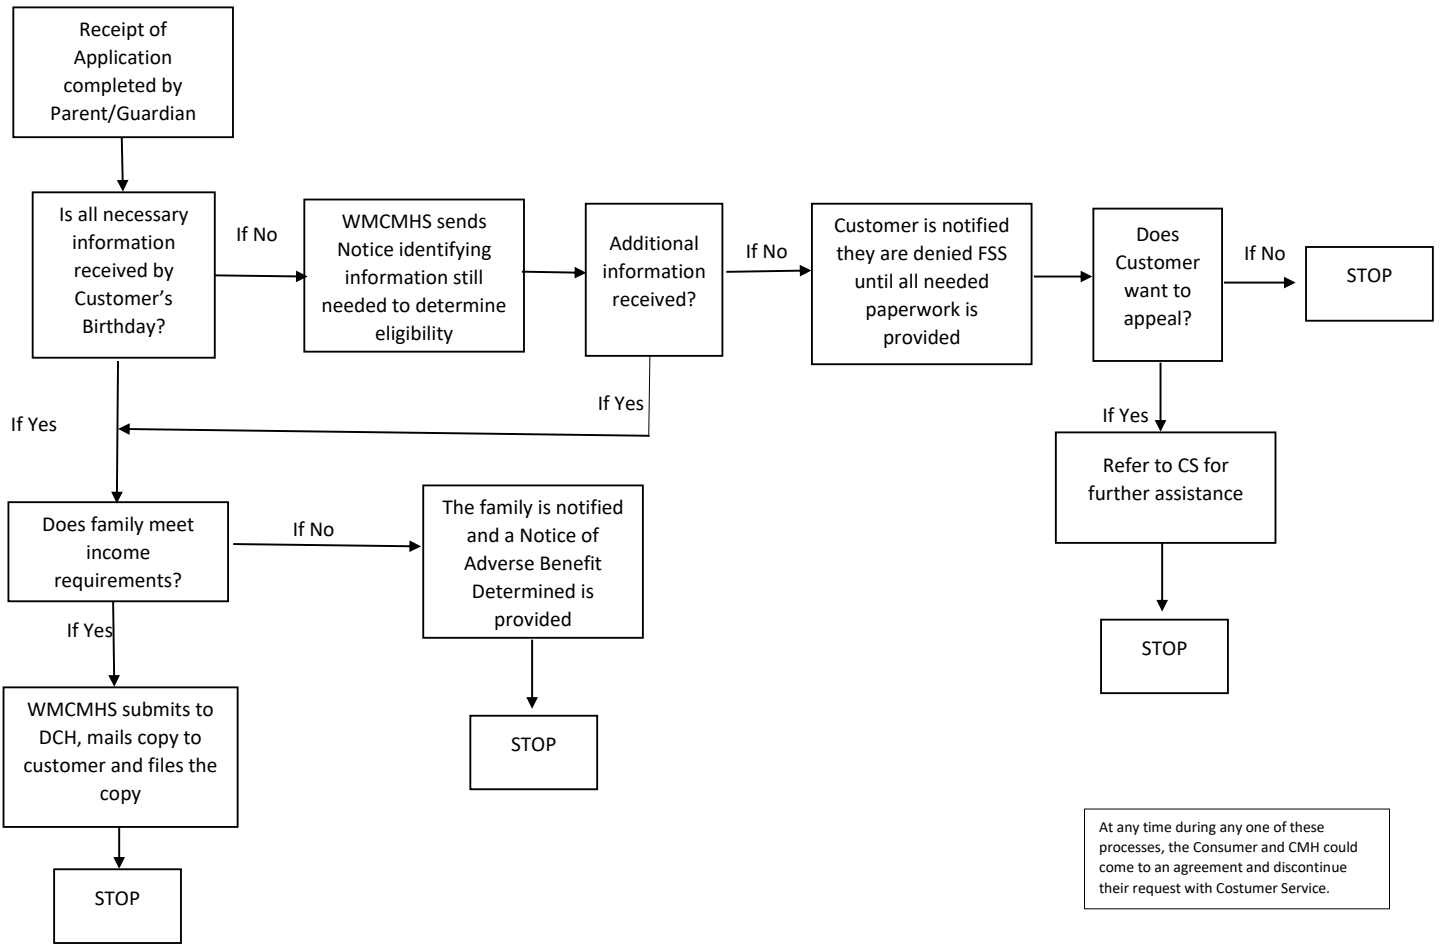 Receipt of
Application
completed by
Parent/Guardian
Is all necessary
information
received by
Customer’s
Birthday?
If No
WMCMHS sends
Notice identifying
information still
needed to determine
eligibility
Additional
information
received?
If No
Customer is notified
they are denied FSS
until all needed
paperwork is
provided
Does
Customer
want to
appeal?
If No
STOP
If Yes
If Yes
If Yes
Refer to CS for
further assistance
STOP
Does family meet
income
requirements?
If No
The family is notified
and a Notice of
Adverse Benefit
Determined is
provided
STOP
If Yes
WMCMHS submits to
DCH, mails copy to
customer and files the
copy
STOP
At any time during any one of these
processes, the Consumer and CMH could
come to an agreement and discontinue
their request with Costumer Service.